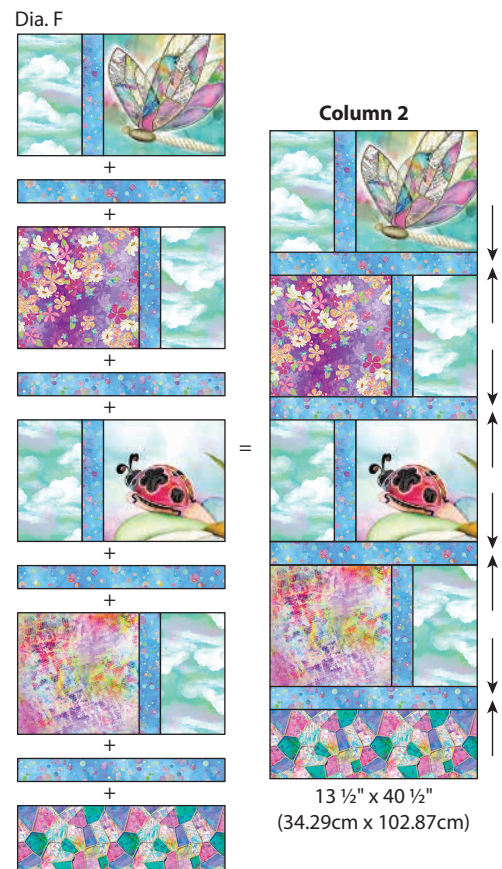 Dia. F
+
+
+
+
+
+
+
+
=
Column 2
13 ½" x 40 ½"
(34.29cm x 102.87cm)